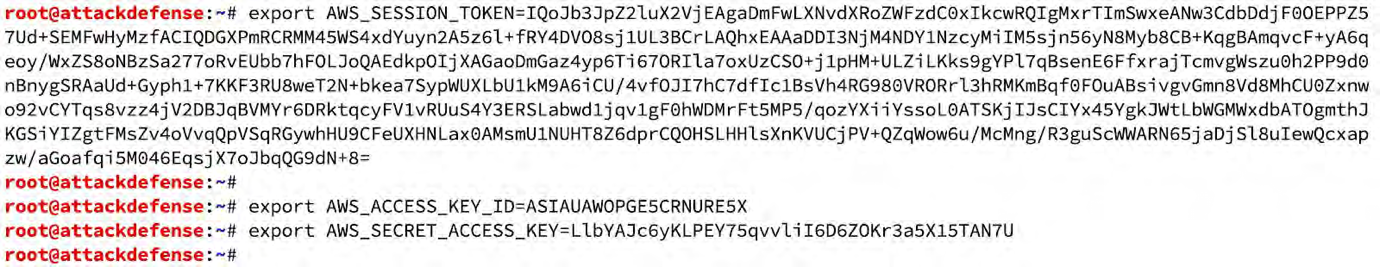 root@attackdefense:~# export AWS_SESSION_TOKEN=IQoJb3JpZ2luX2VjEAgaDmFwLXNvdXRoZWFzdC0xIkcwRQIgMxrTImSwxeANw3CdbDdjF0OEPPZ5
7Ud+SEMFwHyMzfACIQDGXPmRCRMM45WS4xdYuyn2A5z6l+fRY4DVO8sj1UL3BCrLAQhxEAAaDDI3NjM4NDY1NzcyMiIM5sjn56yN8Myb8CB+KqgBAmqvcF+yA6q
eoy/WxZS8oNBzSa277oRvEUbb7hFOLJoQAEdkpOIjXAGaoDmGaz4yp6Ti67ORIla7oxUzCSO+j1pHM+ULZiLKks9gYPl7qBsenE6FfxrajTcmvgWszu0h2PP9d0
nBnygSRAaUd+Gyph1+7KKF3RU8weT2N+bkea7SypWUXLbU1kM9A6iCU/4vfOJI7hC7dfIc1BsVh4RG980VRORrl3hRMKmBqf0FOuABsivgvGmn8Vd8MhCU0Zxnw
o92vCYTqs8vzz4jV2DBJqBVMYr6DRktqcyFV1vRUuS4Y3ERSLabwd1jqv1gF0hWDMrFt5MP5/qozYXiiYssoL0ATSKjIJsCIYx45YgkJWtLbWGMWxdbATOgmthJ
KGSiYIZgtFMsZv4oVvqQpVSqRGywhHU9CFeUXHNLax0AMsmU1NUHT8Z6dprCQOHSLHHlsXnKVUCjPV+QZqWow6u/McMng/R3guScWWARN65jaDjSl8uIewQcxap
zw/aGoafqi5M046EqsjX7oJbqQG9dN+8=
root@attackdefense:~#
root@attackdefense:~# export AWS_ACCESS_KEY_ID=ASIAUAWOPGE5CRNURE5X
root@attackdefense:~# export AWS_SECRET_ACCESS_KEY=LlbYAJc6yKLPEY75qvvliI6D6ZOKr3a5X15TAN7U
root@attackdefense:~#